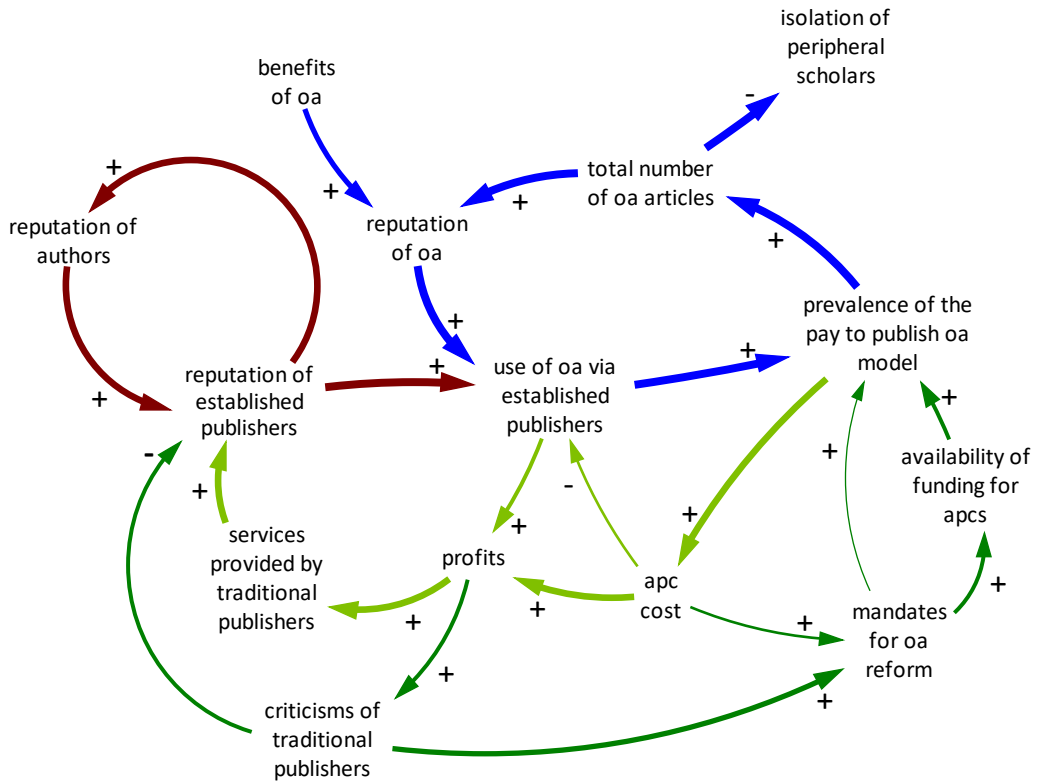 isolation of
peripheral
scholars
benefits
of oa
-
+
total number
of oa articles
+
+
reputation of
authors
reputation
of oa
+
prevalence of the
pay to publish oa
model
+
+
+
reputation of
established
publishers
use of oa via
established
publishers
+
+
-
+
availability of
funding for
apcs
-
+
+
+
services
provided by
traditional
publishers
profits
apc
cost
+
mandates
for oa
reform
+
+
+
+
+
criticisms of
traditional
publishers